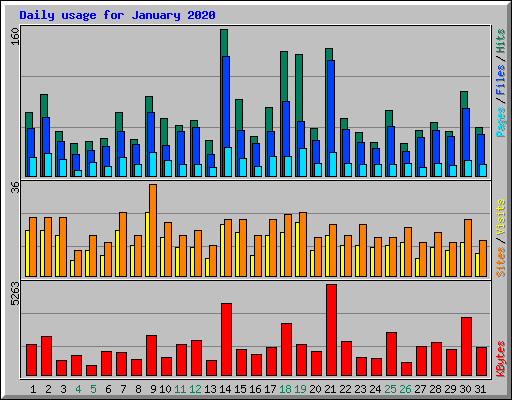 Daily usage for January 2020
160
Pages / Files / Hits
36
Sites / Visits
5263
KBytes
1 2 3 4 5 6 7 8 9 10 11 12 13 14 15 16 17 18 19 20 21 22 23 24 25 26 27 28 29 30 31